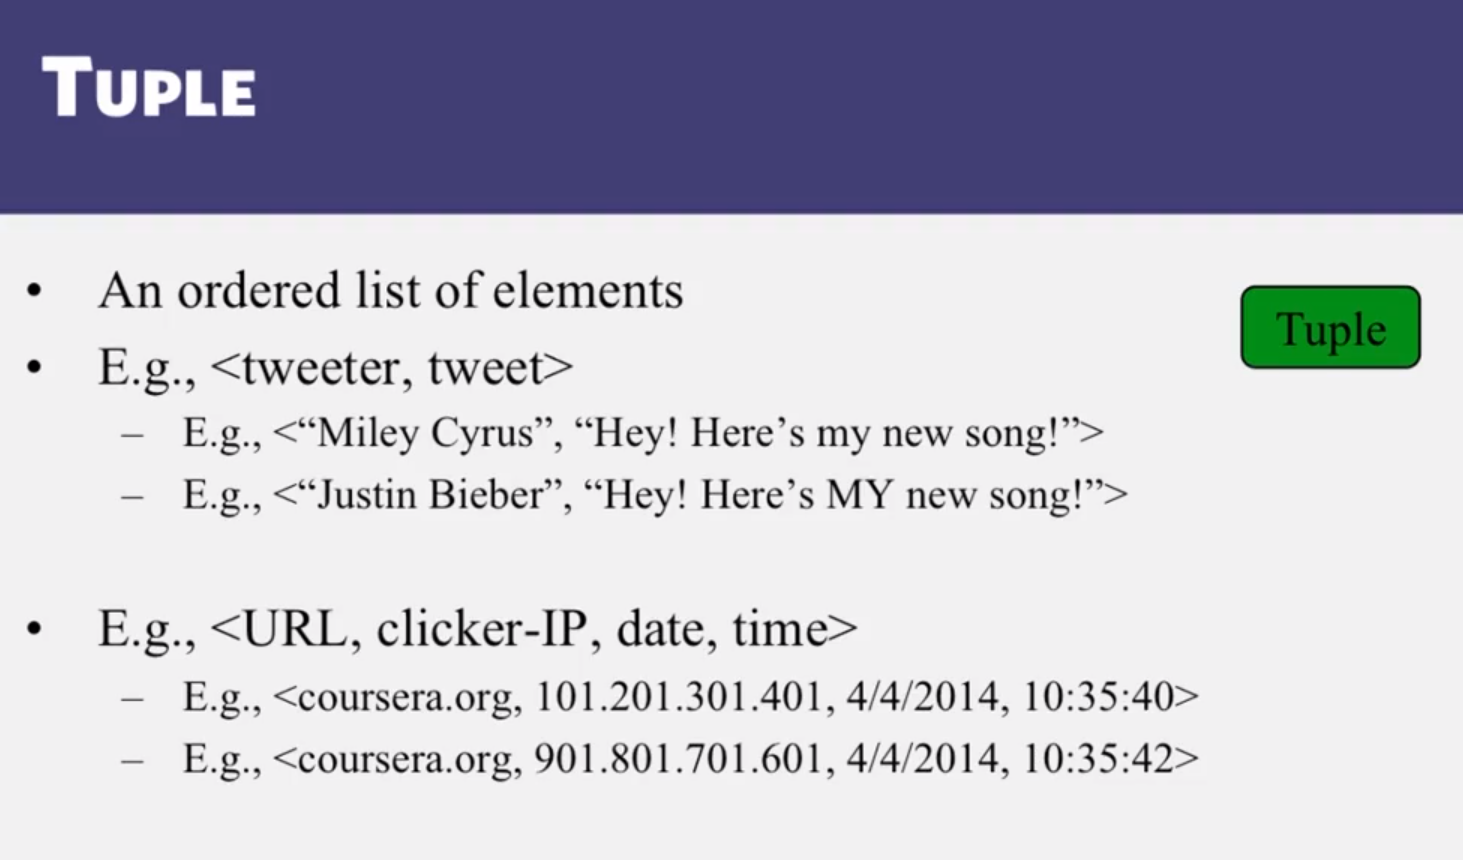 TUPLE
• An ordered list of elements
Tuple
• E.g., <tweeter, tweet>
– E.g., <“Miley Cyrus”, “Hey! Here’s my new song!”>
– E.g., <“Justin Bieber”, “Hey! Here’s MY new song!”>
• E.g., <URL, clicker-IP, date, time>
– E.g., <coursera.org, 101.201.301.401, 4/4/2014, 10:35:40>
– E.g., <coursera.org, 901.801.701.601, 4/4/2014, 10:35:42>